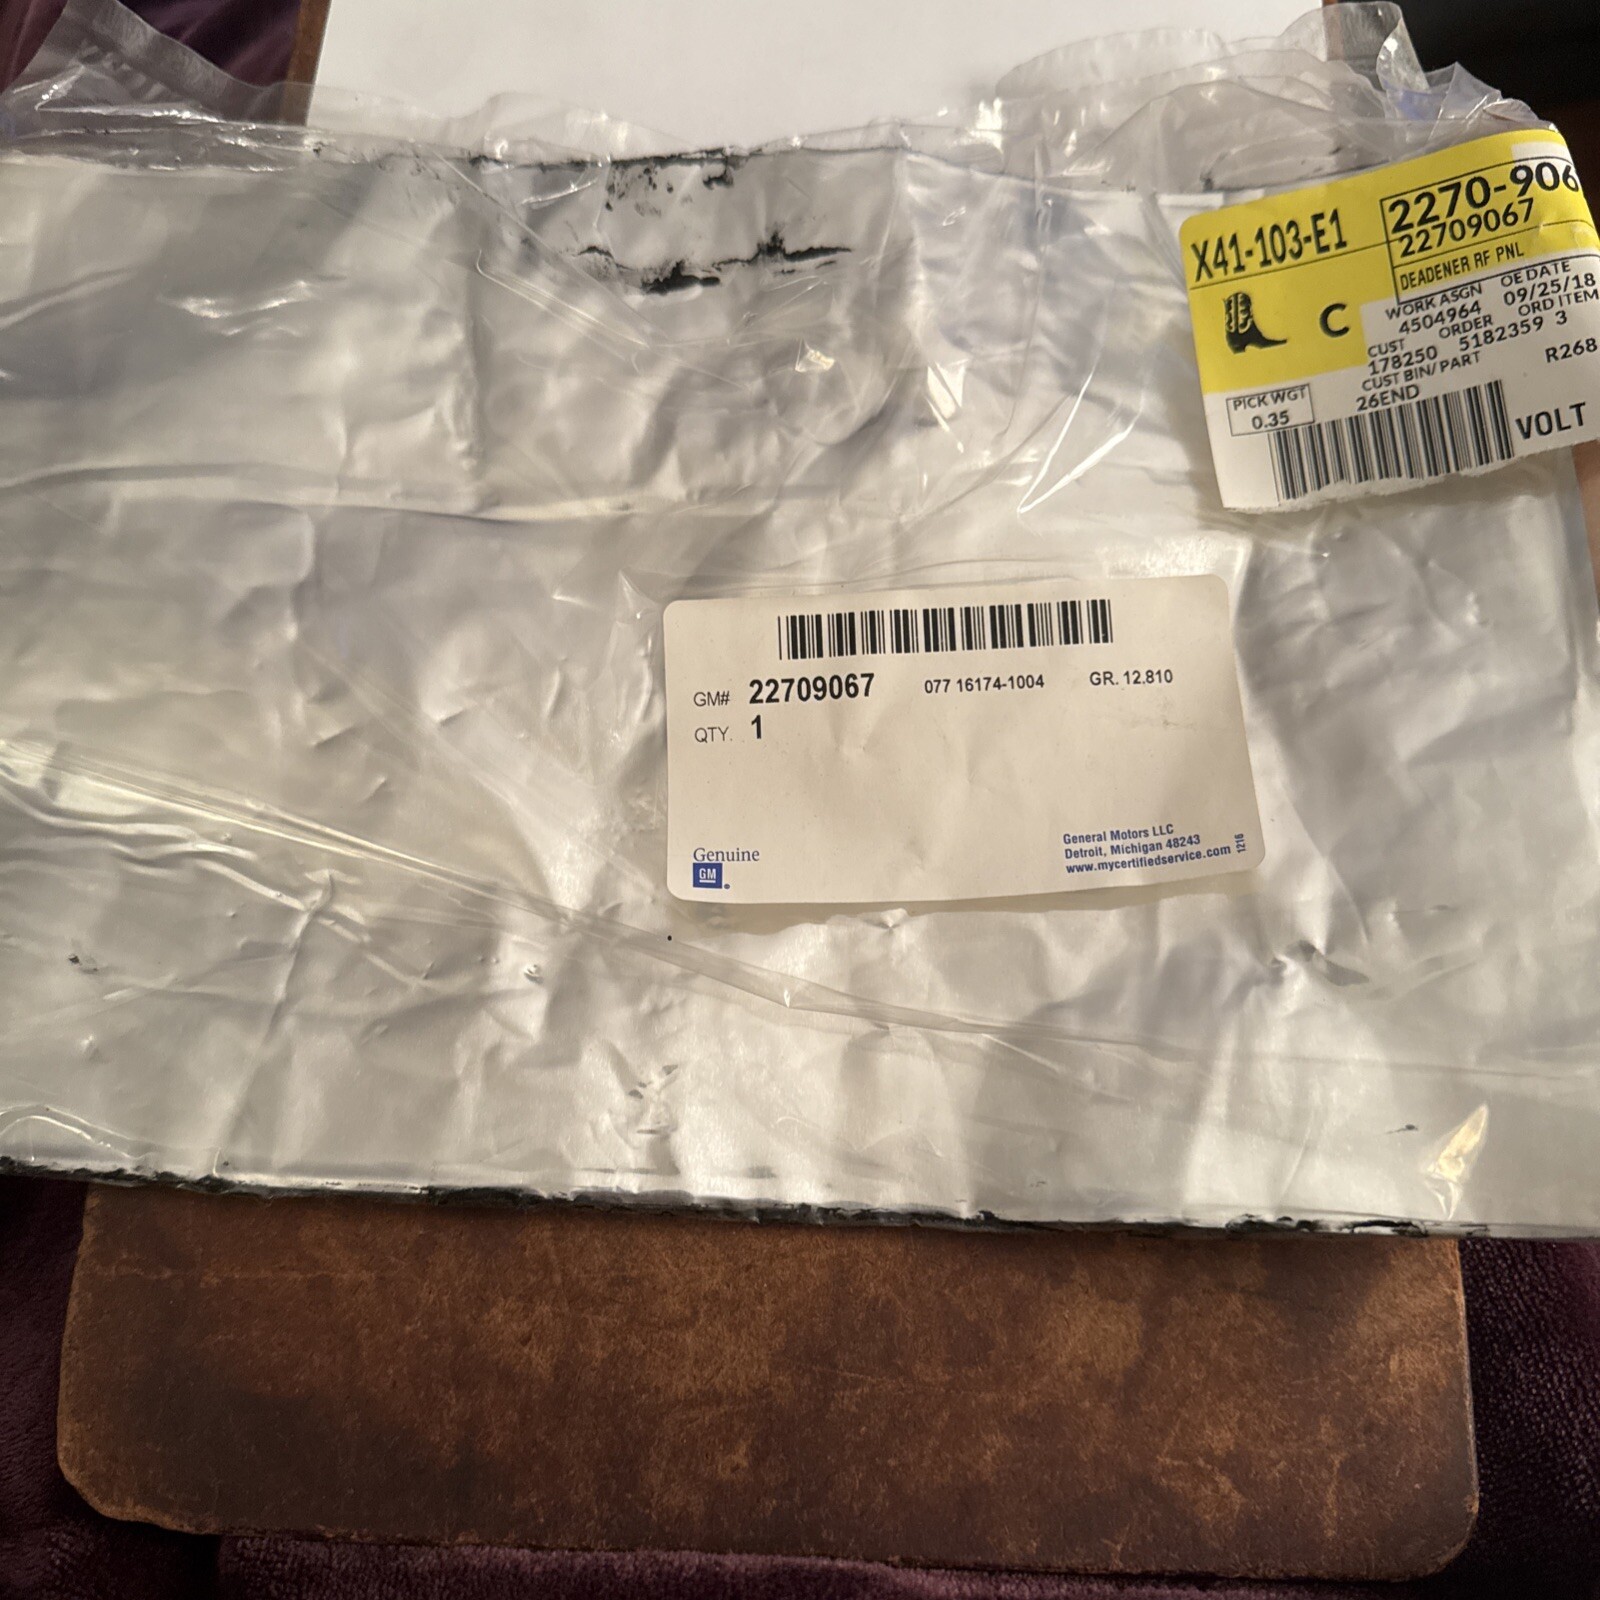 X41-103-E1
2270-906
22709067
DEADENER RF PNL
C
WORK ASGN OE DATE
4504964 09/25/18
CUST ORDER ORD ITEM
178250 5182359 3
CUST BIN/PART R268
26END
PICK WGT
0.35
VOLT
GM# 22709067 077 16174-1004 GR. 12.810
QTY. 1
Genuine
GM
General Motors LLC
Detroit, Michigan 48243
www.mycertifiedservice.com
1216